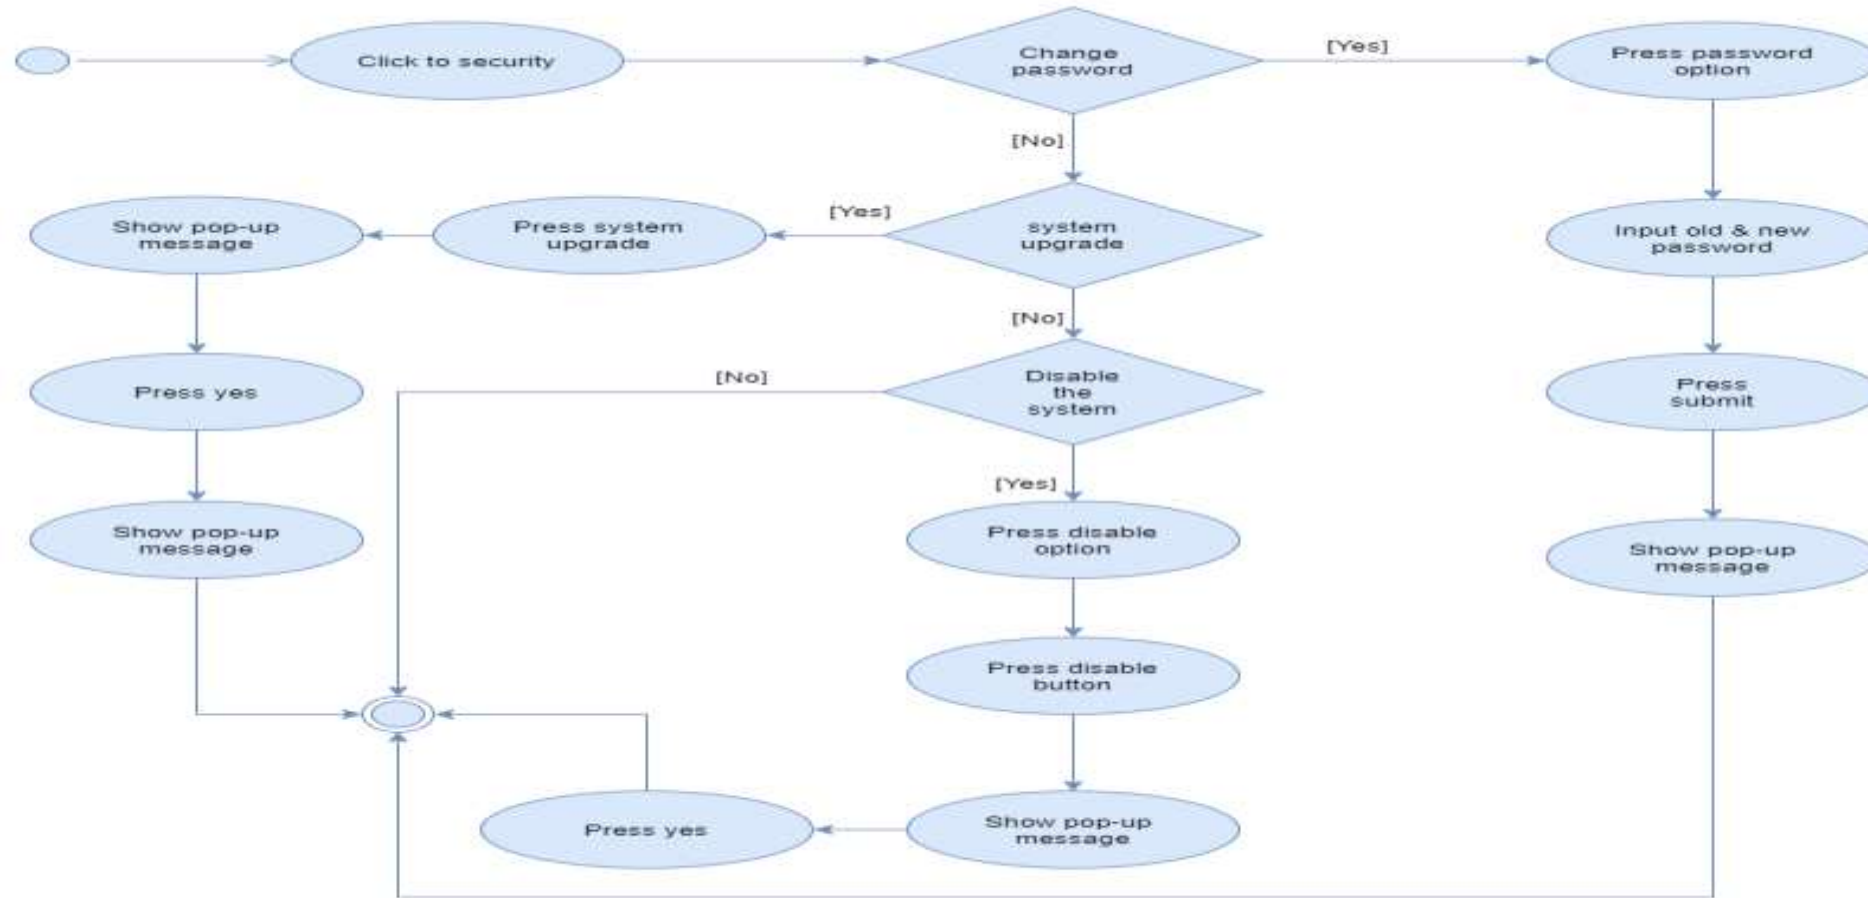 Click to security
Change
password
[Yes]
Press password
option
[No]
Show pop-up
message
Press system
upgrade
[Yes]
system
upgrade
Input old & new
password
[No]
Press yes
[No]
Disable
the
system
Press
submit
[Yes]
Show pop-up
message
Press disable
option
Show pop-up
message
Press disable
button
Press yes
Show pop-up
message